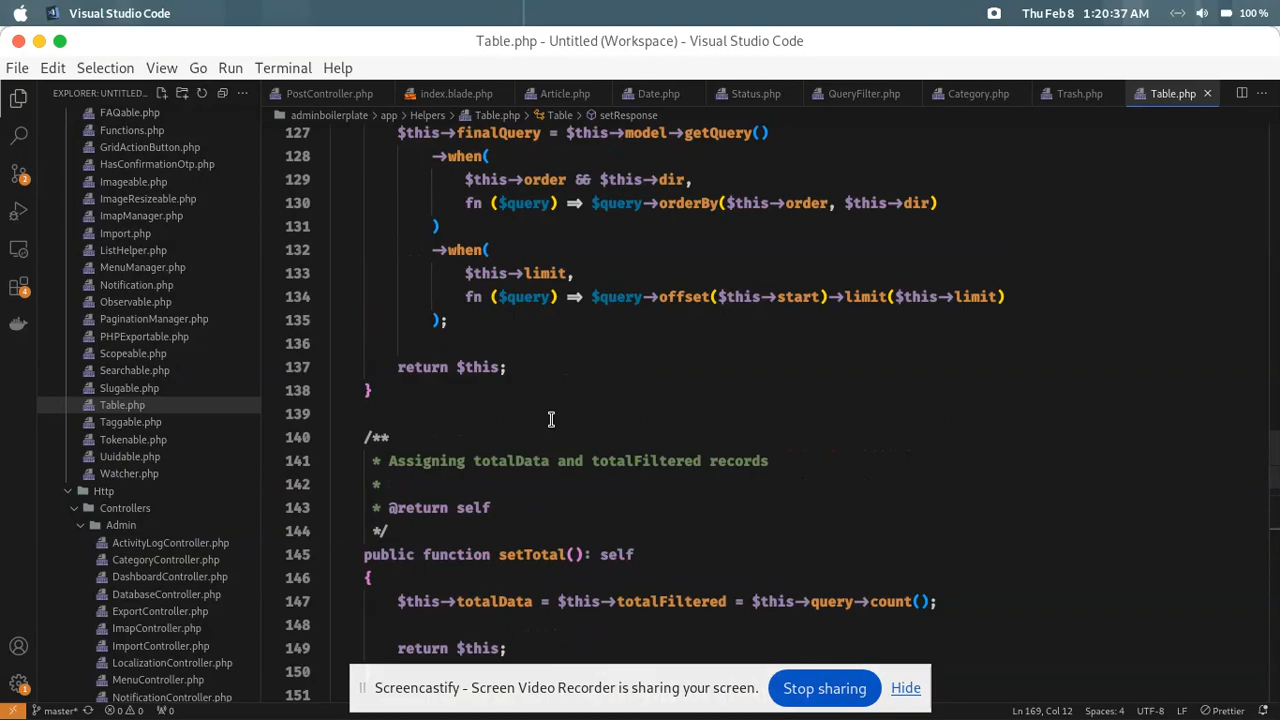 Visual Studio Code
Thu Feb 8 1:20:37 AM 100 %
Table.php - Untitled (Workspace) - Visual Studio Code
File Edit Selection View Go Run Terminal Help
EXPLORER: UNTITLED...
PostController.php index.blade.php Article.php Date.php Status.php QueryFilter.php Category.php Trash.php Table.php
adminboilerplate > app > Helpers > Table.php > Table > setResponse
FAQable.php
Functions.php
GridActionButton.php
HasConfirmationOtp.php
Imageable.php
ImageResizeable.php
ImapManager.php
Import.php
ListHelper.php
MenuManager.php
Notification.php
Observable.php
PaginationManager.php
PHPExportable.php
Scopeable.php
Searchable.php
Slugable.php
Table.php
Taggable.php
Tokenable.php
Uuidable.php
Watcher.php
Http
Controllers
Admin
ActivityLogController.php
CategoryController.php
DashboardController.php
DatabaseController.php
ExportController.php
ImapController.php
ImportController.php
LocalizationController.php
MenuController.php
NotificationController.php
2
4
1
127 $this->finalQuery = $this->model->getQuery()
128 ->when(
129 $this->order && $this->dir,
130 fn ($query) => $query->orderBy($this->order, $this->dir)
131 )
132 ->when(
133 $this->limit,
134 fn ($query) => $query->offset($this->start)->limit($this->limit)
135 );
136
137 return $this;
138 }
139
140 /**
141 * Assigning totalData and totalFiltered records
142 *
143 * @return self
144 */
145 public function setTotal(): self
146 {
147 $this->totalData = $this->totalFiltered = $this->query->count();
148
149 return $this;
150
151
Screencastify - Screen Video Recorder is sharing your screen. Stop sharing Hide
master* 0 0 0 Ln 169, Col 12 Spaces: 4 UTF-8 LF PHP Prettier